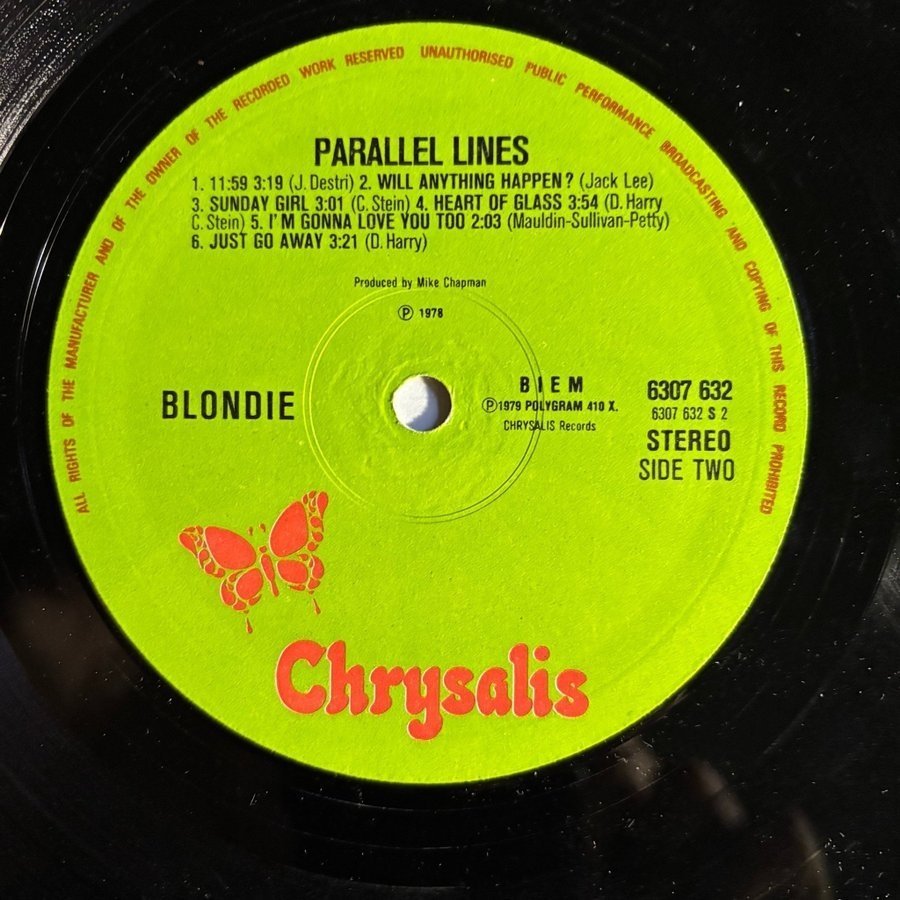 ALL RIGHTS OF THE MANUFACTURER AND OF THE OWNER OF THE RECORDED WORK RESERVED UNAUTHORISED PUBLIC PERFORMANCE BROADCASTING AND COPYING OF THIS RECORD PROHIBITED
PARALLEL LINES
1. 11:59 3:19 (J. Destri) 2. WILL ANYTHING HAPPEN? (Jack Lee)
3. SUNDAY GIRL 3:01 (C. Stein) 4. HEART OF GLASS 3:54 (D. Harry
C. Stein) 5. I'M GONNA LOVE YOU TOO 2:03 (Mauldin-Sullivan-Petty)
6. JUST GO AWAY 3:21 (D. Harry)
Produced by Mike Chapman
Ⓟ 1978
BLONDIE
BIEM
Ⓟ1979 POLYGRAM 410 X.
CHRYSALIS Records
6307 632
6307 632 S 2
STEREO
SIDE TWO
Chrysalis